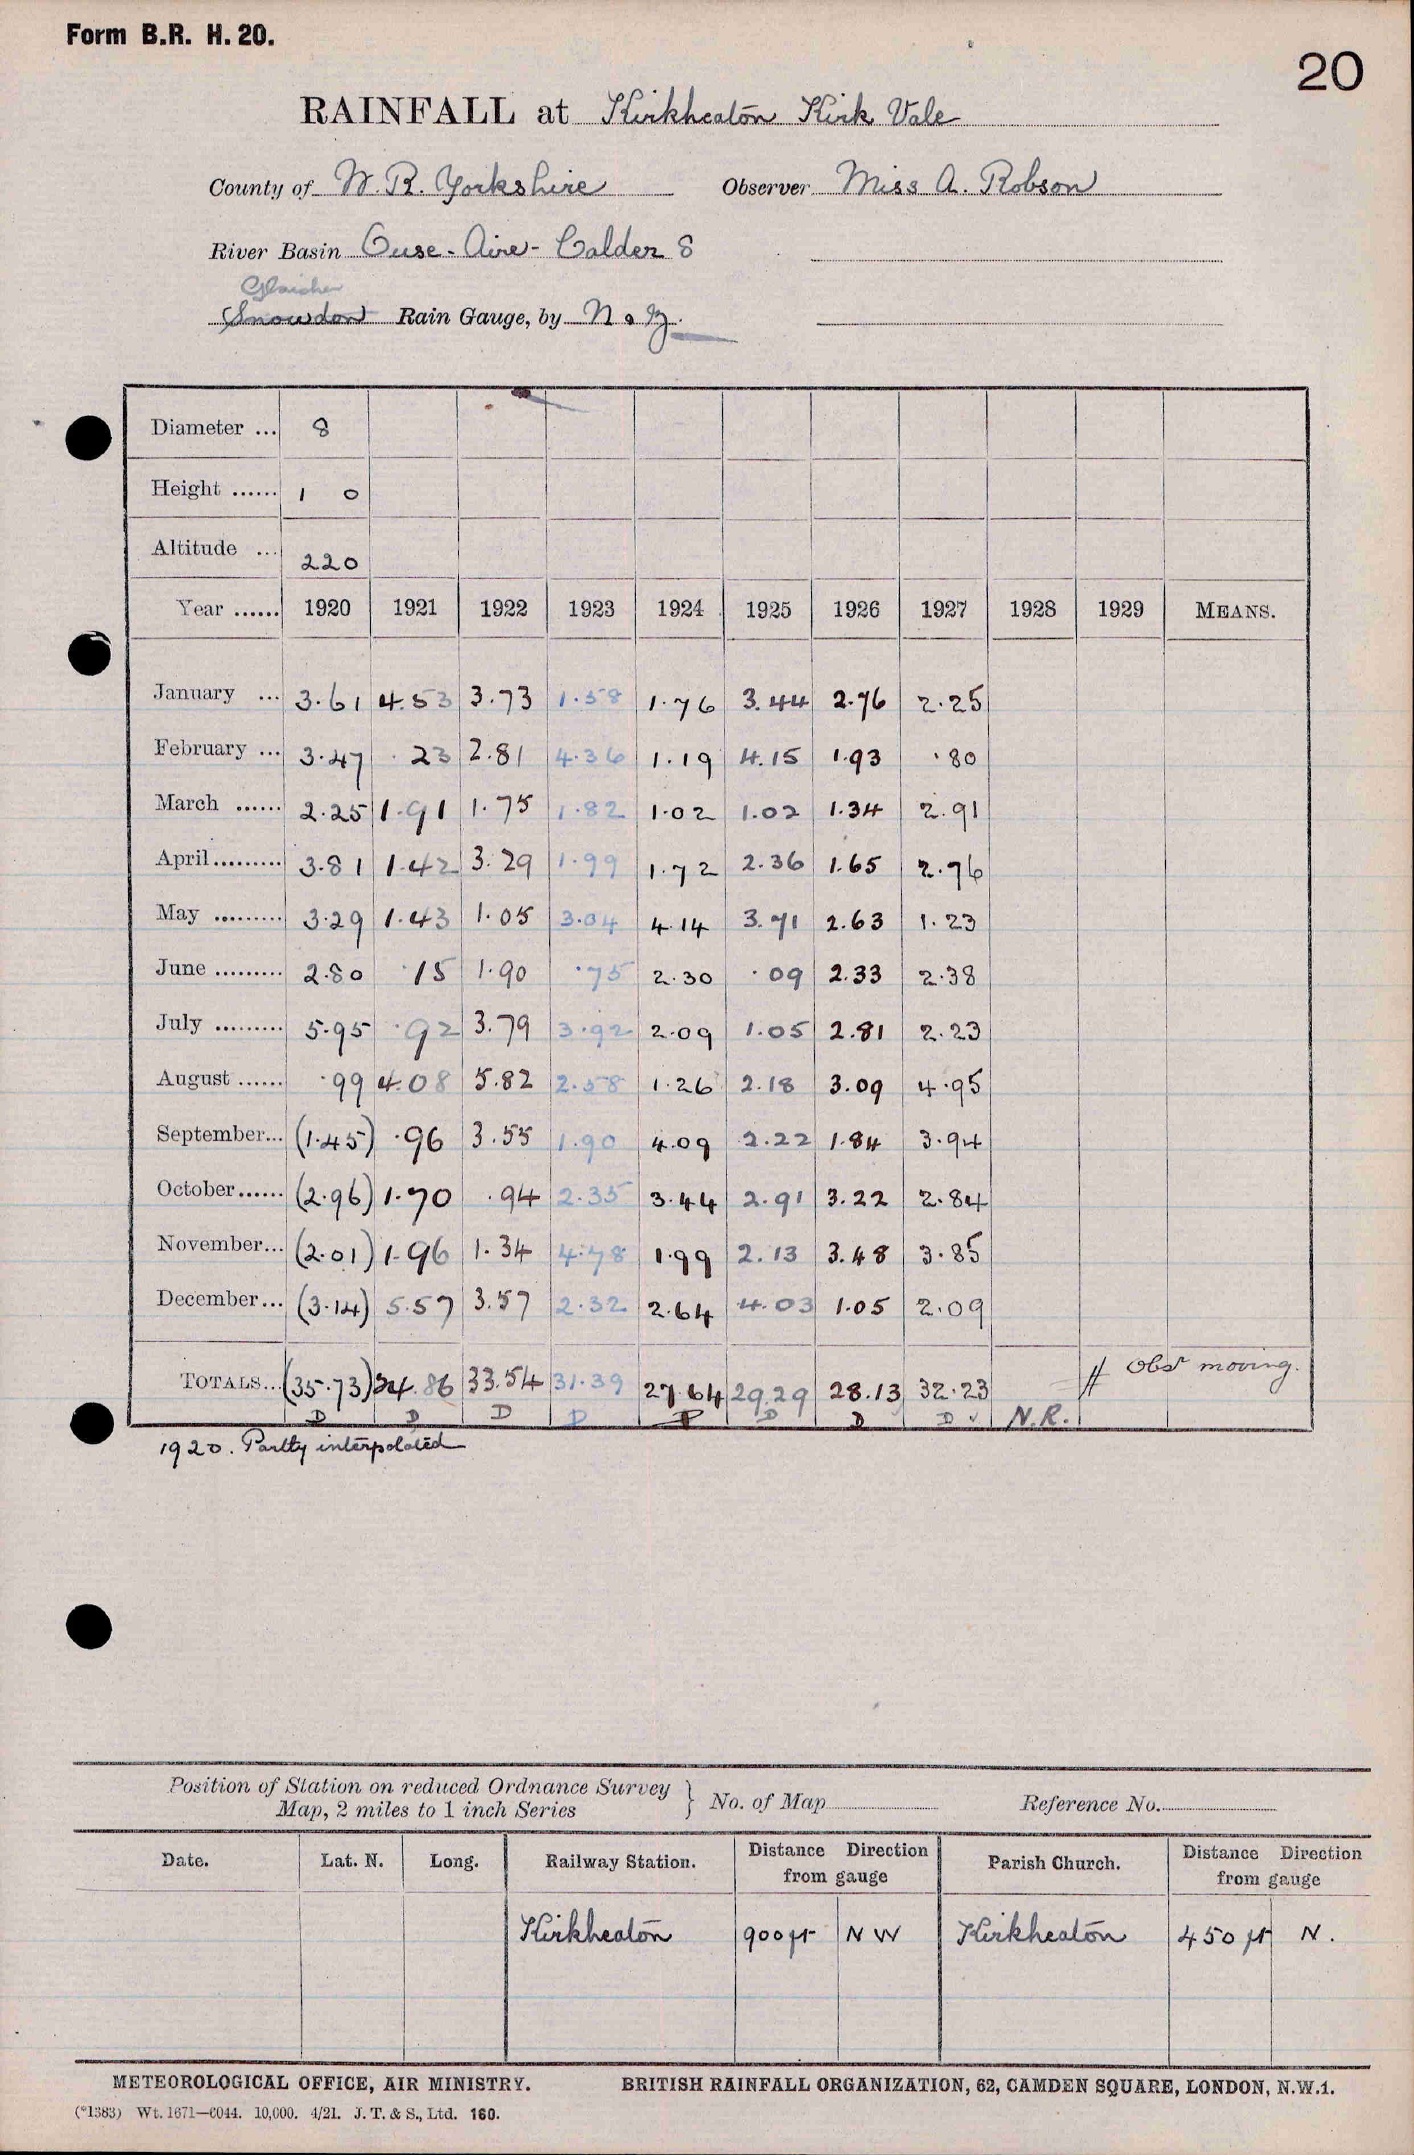 Form B.R. H. 20.
20
RAINFALL at Kirkheaton Kirk Vale
County of W. R. Yorkshire Observer Miss A. Robson
River Basin Ouse - Aire - Calder 8
Glaisher
Snowdon Rain Gauge, by N & Z.
Diameter ... 8
Height ...... 1 0
Altitude ... 220
Year ...... 1920 1921 1922 1923 1924 1925 1926 1927 1928 1929 MEANS.
January ... 3.61 4.53 3.73 1.58 1.76 3.44 2.76 2.25
February ... 3.47 .23 2.81 4.36 1.19 4.15 1.93 .80
March ...... 2.25 1.91 1.75 1.82 1.02 1.02 1.34 2.91
April......... 3.81 1.42 3.29 1.99 1.72 2.36 1.65 2.76
May ......... 3.29 1.43 1.05 3.04 4.14 3.71 2.63 1.23
June ......... 2.80 .15 1.90 .75 2.30 .09 2.33 2.38
July ......... 5.95 .92 3.79 3.92 2.09 1.05 2.81 2.23
August ...... .99 4.08 5.82 2.58 1.26 2.18 3.09 4.95
September... (1.45) .96 3.55 1.90 4.09 2.22 1.84 3.94
October...... (2.96) 1.70 .94 2.35 3.44 2.91 3.22 2.84
November... (2.01) 1.96 1.34 4.78 1.99 2.13 3.48 3.85
December... (3.14) 5.57 3.57 2.32 2.64 4.03 1.05 2.09
TOTALS... (35.73) 24.86 33.54 31.39 27.64 29.29 28.13 32.23 # Obsr moving.
D D D D D D D D ✓ N.R.
1920. Partly interpolated
Position of Station on reduced Ordnance Survey
Map, 2 miles to 1 inch Series } No. of Map Reference No.
Date. Lat. N. Long. Railway Station. Distance Direction from gauge Parish Church. Distance Direction from gauge
Kirkheaton 900 ft N W Kirkheaton 450 ft N.
METEOROLOGICAL OFFICE, AIR MINISTRY. BRITISH RAINFALL ORGANIZATION, 62, CAMDEN SQUARE, LONDON, N.W.1.
(*1383) Wt. 1671—6044. 10,000. 4/21. J. T. & S., Ltd. 160.